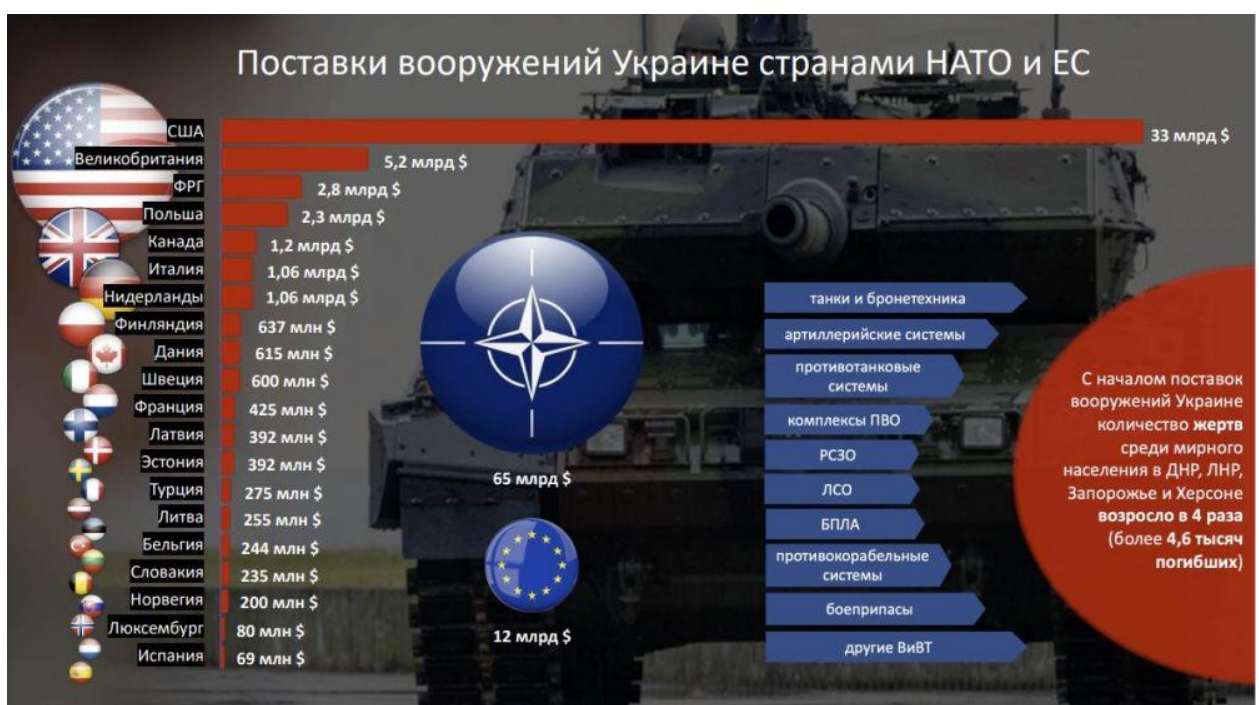 Поставки вооружений Украине странами НАТО и ЕС
США
33 млрд $
Великобритания
5,2 млрд $
ФРГ
2,8 млрд $
Польша
2,3 млрд $
Канада
1,2 млрд $
Италия
1,06 млрд $
Нидерланды
1,06 млрд $
Финляндия
637 млн $
Дания
615 млн $
Швеция
600 млн $
Франция
425 млн $
Латвия
392 млн $
Эстония
392 млн $
Турция
275 млн $
Литва
255 млн $
Бельгия
244 млн $
Словакия
235 млн $
Норвегия
200 млн $
Люксембург
80 млн $
Испания
69 млн $
65 млрд $
12 млрд $
танки и бронетехника
артиллерийские системы
противотанковые
системы
комплексы ПВО
РСЗО
ЛСО
БПЛА
противокорабельные
системы
боеприпасы
другие ВиВТ
С началом поставок
вооружений Украине
количество жертв
среди мирного
населения в ДНР, ЛНР,
Запорожье и Херсоне
возросло в 4 раза
(более 4,6 тысяч
погибших)